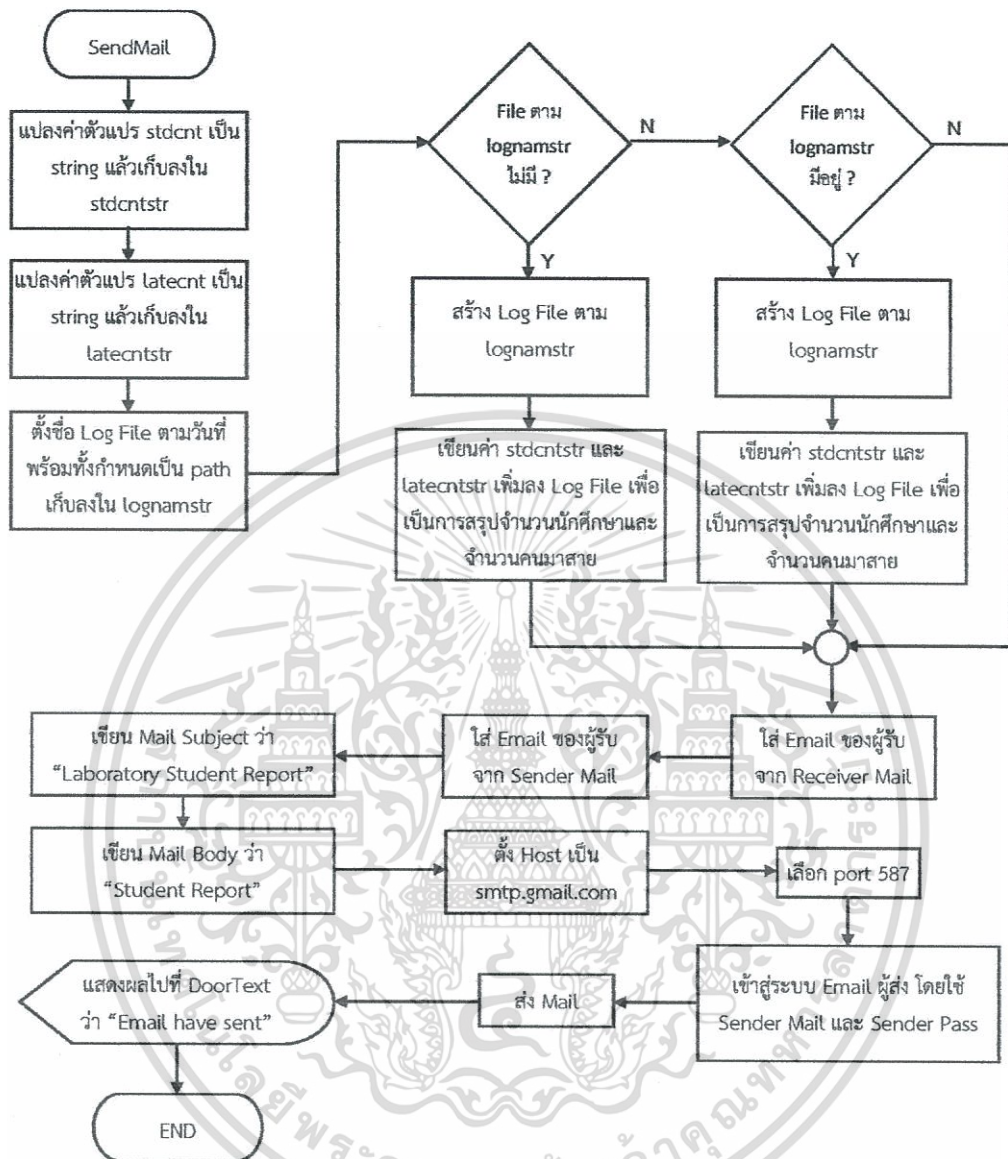 SendMail
แปลงค่าตัวแปร stdcnt เป็น
string แล้วเก็บลงใน
stdcntstr
แปลงค่าตัวแปร latecnt เป็น
string แล้วเก็บลงใน
latecntstr
ตั้งชื่อ Log File ตามวันที่
พร้อมทั้งกำหนดเป็น path
เก็บลงใน lognamstr
File ตาม
lognamstr
ไม่มี ?
N
Y
สร้าง Log File ตาม
lognamstr
เขียนค่า stdcntstr และ
latecntstr เพิ่มลง Log File เพื่อ
เป็นการสรุปจำนวนนักศึกษาและ
จำนวนคนมาสาย
File ตาม
lognamstr
มีอยู่ ?
N
Y
สร้าง Log File ตาม
lognamstr
เขียนค่า stdcntstr และ
latecntstr เพิ่มลง Log File เพื่อ
เป็นการสรุปจำนวนนักศึกษาและ
จำนวนคนมาสาย
ใส่ Email ของผู้รับ
จาก Receiver Mail
ใส่ Email ของผู้รับ
จาก Sender Mail
เขียน Mail Subject ว่า
“Laboratory Student Report”
เขียน Mail Body ว่า
“Student Report”
ตั้ง Host เป็น
smtp.gmail.com
เลือก port 587
เข้าสู่ระบบ Email ผู้ส่ง โดยใช้
Sender Mail และ Sender Pass
ส่ง Mail
แสดงผลไปที่ DoorText
ว่า “Email have sent”
END